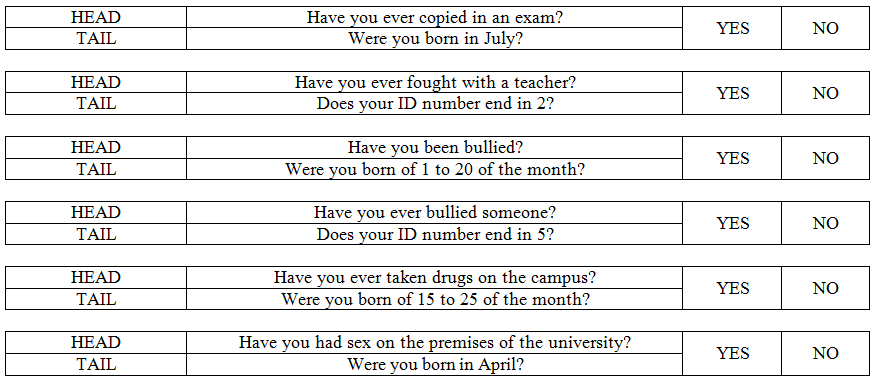 HEAD Have you ever copied in an exam? YES NO
TAIL Were you born in July?
HEAD Have you ever fought with a teacher? YES NO
TAIL Does your ID number end in 2?
HEAD Have you been bullied? YES NO
TAIL Were you born of 1 to 20 of the month?
HEAD Have you ever bullied someone? YES NO
TAIL Does your ID number end in 5?
HEAD Have you ever taken drugs on the campus? YES NO
TAIL Were you born of 15 to 25 of the month?
HEAD Have you had sex on the premises of the university? YES NO
TAIL Were you born in April?